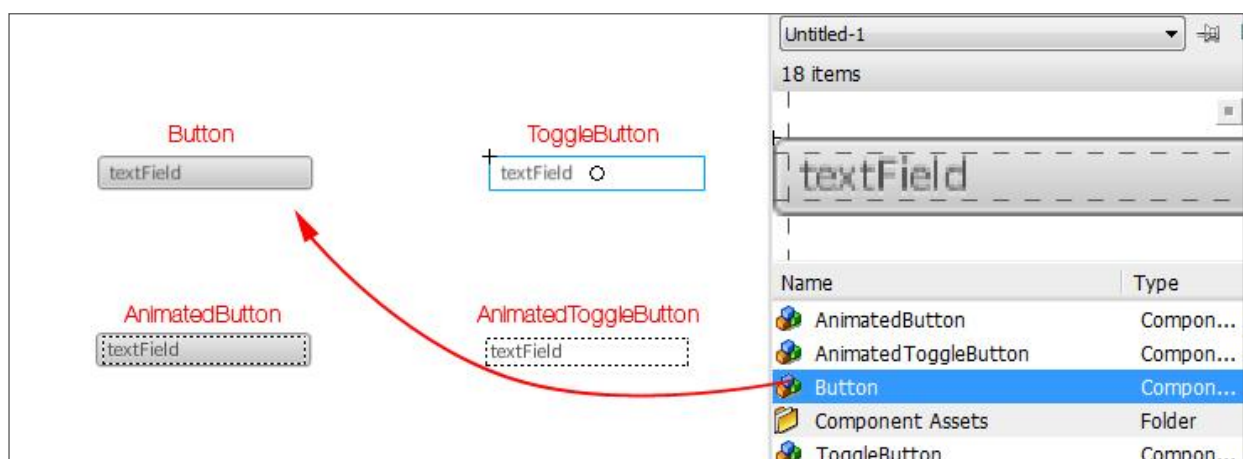 Untitled-1
18 items
Button
ToggleButton
textField
textField
textField
AnimatedButton
AnimatedToggleButton
textField
textField
Name Type
AnimatedButton Compon...
AnimatedToggleButton Compon...
Button Compon...
Component Assets Folder
ToggleButton Compon...